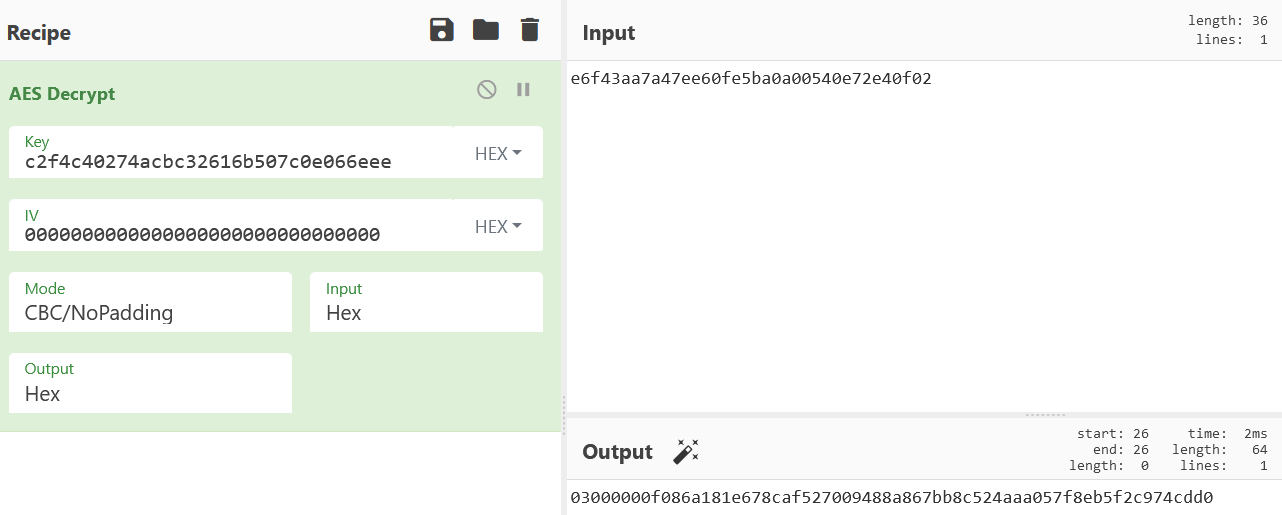 Recipe
AES Decrypt
Key
c2f4c40274acbc32616b507c0e066eee
HEX
IV
00000000000000000000000000000000
HEX
Mode
CBC/NoPadding
Input
Hex
Output
Hex
Input
length: 36
lines: 1
e6f43aa7a47ee60fe5ba0a00540e72e40f02
Output
start: 26 time: 2ms
end: 26 length: 64
length: 0 lines: 1
03000000f086a181e678caf527009488a867bb8c524aaa057f8eb5f2c974cdd0